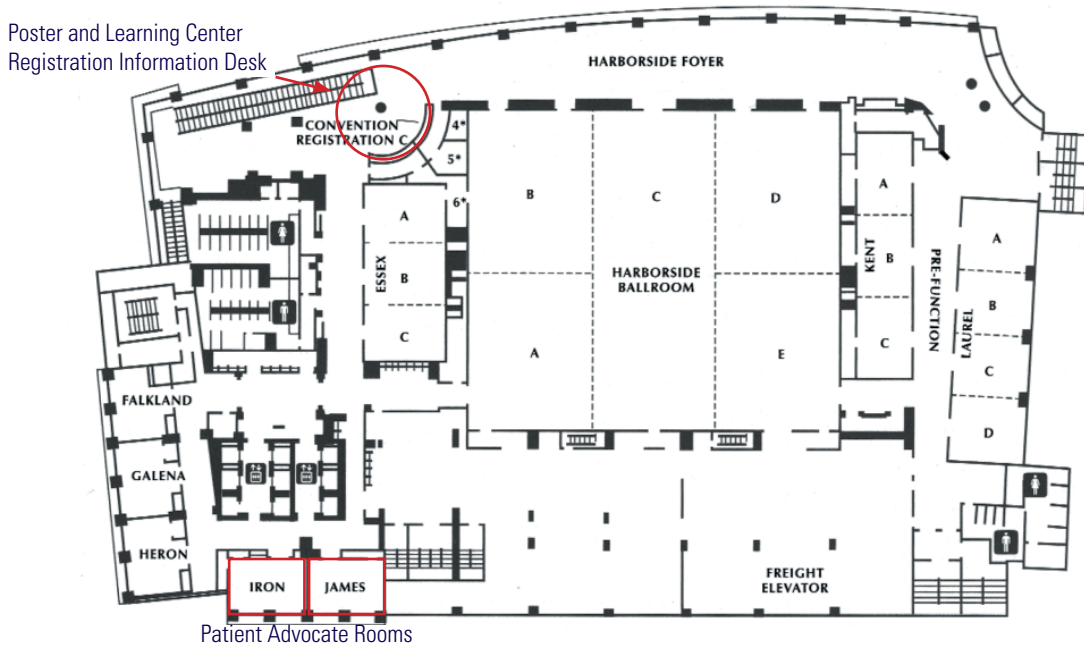 Poster and Learning Center
Registration Information Desk
HARBORSIDE FOYER
CONVENTION
REGISTRATION C
4*
5*
6*
A
B
C
ESSEX
B
C
D
HARBORSIDE
BALLROOM
A
E
A
B
C
KENT
PRE-FUNCTION
LAUREL
A
B
C
D
FALKLAND
GALENA
HERON
IRON
JAMES
FREIGHT
ELEVATOR
Patient Advocate Rooms